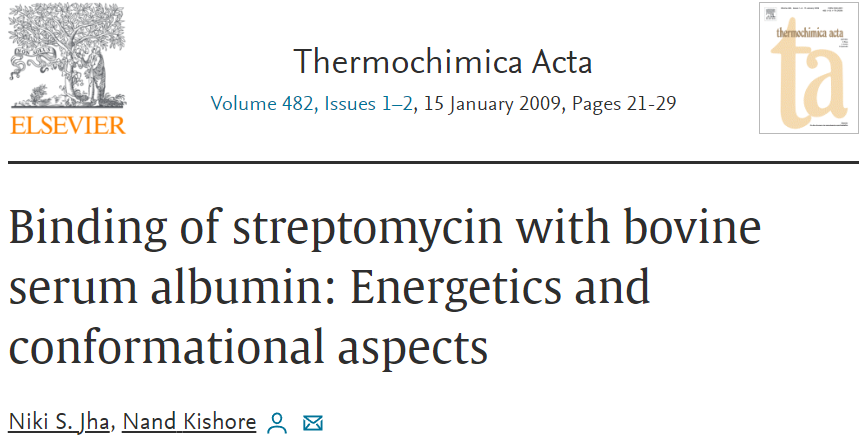 Thermochimica Acta
Volume 482, Issues 1–2, 15 January 2009, Pages 21-29
ELSEVIER
thermochimica acta
ta
Binding of streptomycin with bovine
serum albumin: Energetics and
conformational aspects
Niki S. Jha, Nand Kishore